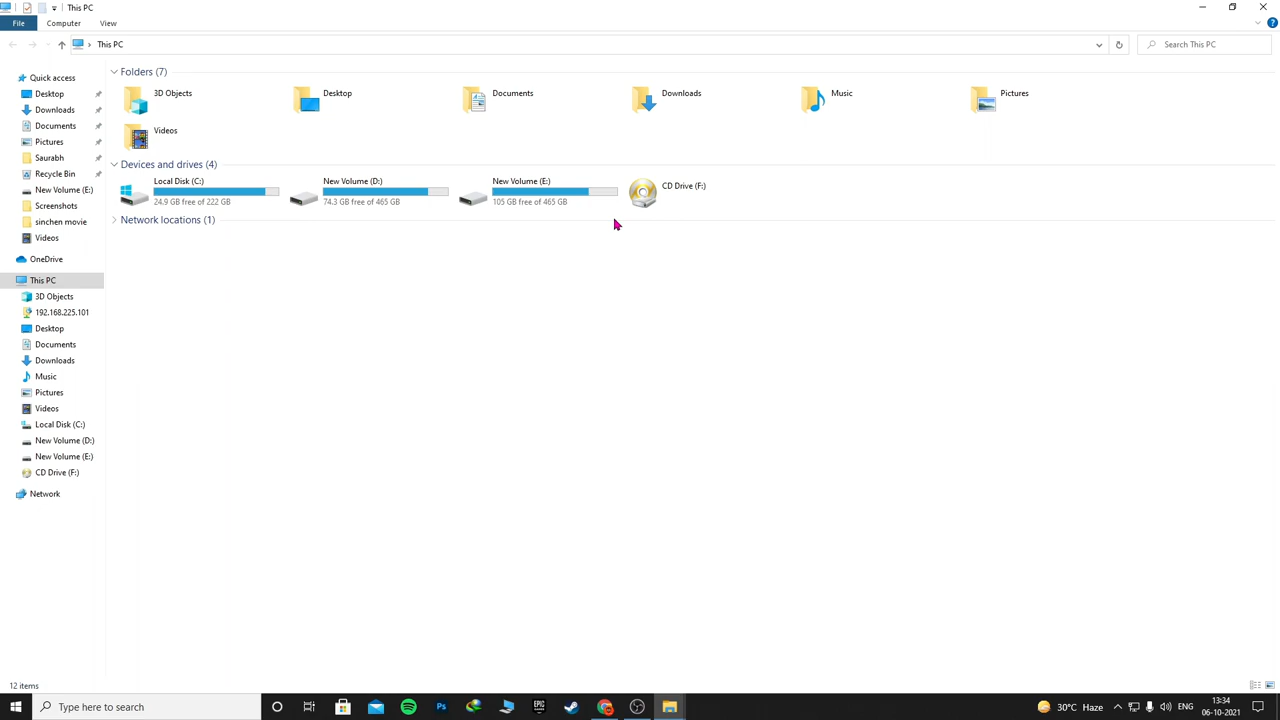 This PC
File
Computer
View
This PC
Search This PC
Quick access
Desktop
Downloads
Documents
Pictures
Saurabh
Recycle Bin
New Volume (E:)
Screenshots
sinchen movie
Videos
OneDrive
This PC
3D Objects
192.168.225.101
Desktop
Documents
Downloads
Music
Pictures
Videos
Local Disk (C:)
New Volume (D:)
New Volume (E:)
CD Drive (F:)
Network
Folders (7)
3D Objects
Desktop
Documents
Downloads
Music
Pictures
Videos
Devices and drives (4)
Local Disk (C:)
24.9 GB free of 222 GB
New Volume (D:)
74.3 GB free of 465 GB
New Volume (E:)
105 GB free of 465 GB
CD Drive (F:)
Network locations (1)
12 items
Type here to search
Ps
EPIC
30°C Haze
ENG
13:34
06-10-2021